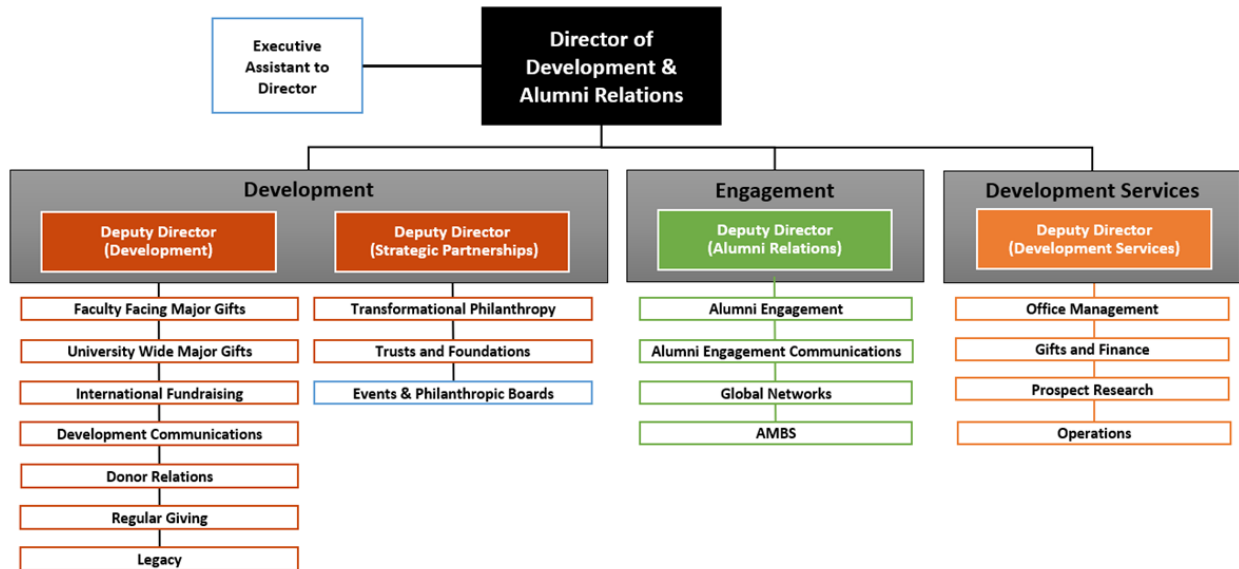 Executive
Assistant to
Director
Director of
Development &
Alumni Relations
Development
Deputy Director
(Development)
Deputy Director
(Strategic Partnerships)
Engagement
Deputy Director
(Alumni Relations)
Development Services
Deputy Director
(Development Services)
Faculty Facing Major Gifts
University Wide Major Gifts
International Fundraising
Development Communications
Donor Relations
Regular Giving
Legacy
Transformational Philanthropy
Trusts and Foundations
Events & Philanthropic Boards
Alumni Engagement
Alumni Engagement Communications
Global Networks
AMBS
Office Management
Gifts and Finance
Prospect Research
Operations